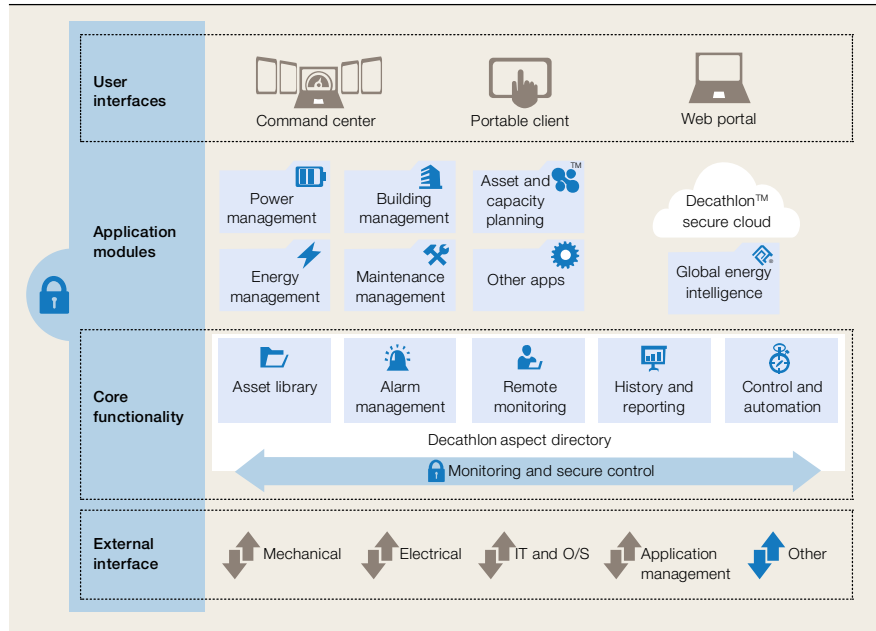 User
interfaces
Command center
Portable client
Web portal
Application
modules
Power
management
Building
management
Asset and
capacity
planning
TM
Decathlon™
secure cloud
Energy
management
Maintenance
management
Other apps
Global energy
intelligence
Core
functionality
Asset library
Alarm
management
Remote
monitoring
History and
reporting
Control and
automation
Decathlon aspect directory
Monitoring and secure control
External
interface
Mechanical
Electrical
IT and O/S
Application
management
Other